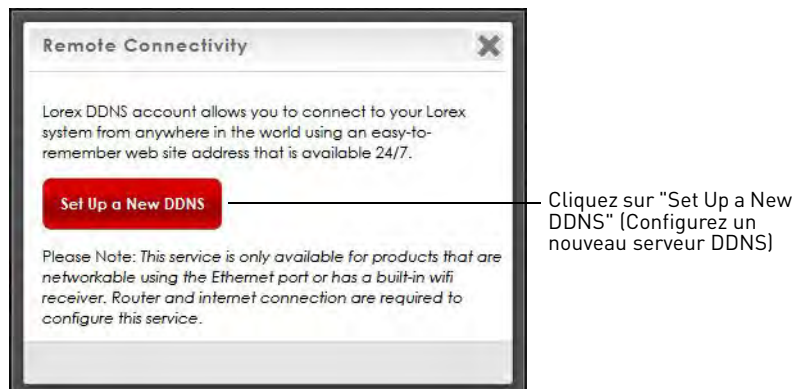 Remote Connectivity
Lorex DDNS account allows you to connect to your Lorex
system from anywhere in the world using an easy-to-
remember web site address that is available 24/7.
Set Up a New DDNS
Cliquez sur "Set Up a New
DDNS" (Configurez un
nouveau serveur DDNS)
Please Note: This service is only available for products that are
networkable using the Ethernet port or has a built-in wifi
receiver. Router and internet connection are required to
configure this service.